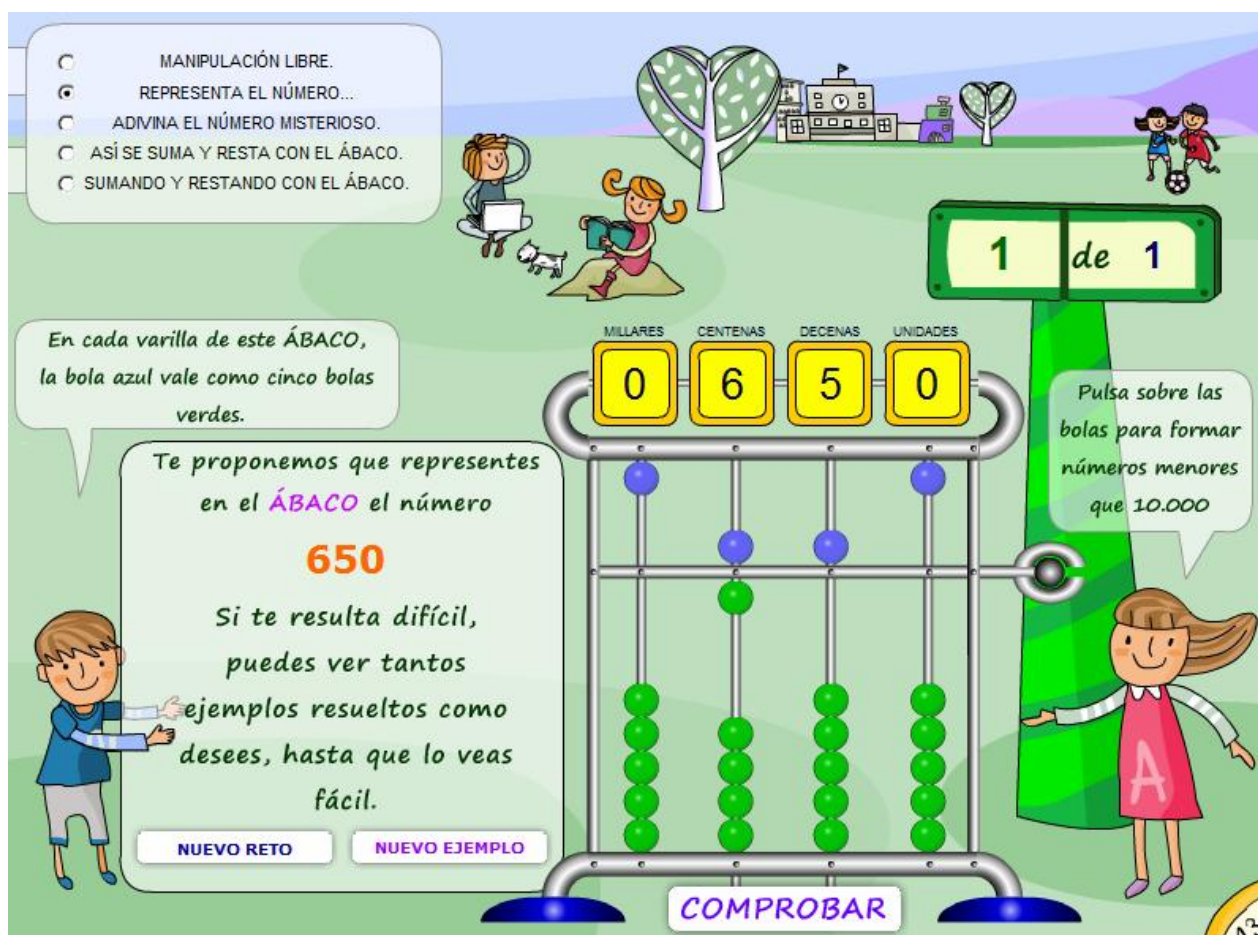 MANIPULACIÓN LIBRE.
REPRESENTA EL NÚMERO...
ADIVINA EL NÚMERO MISTERIOSO.
ASÍ SE SUMA Y RESTA CON EL ÁBACO.
SUMANDO Y RESTANDO CON EL ÁBACO.
1 de 1
En cada varilla de este ÁBACO,
la bola azul vale como cinco bolas
verdes.
MILLARES CENTENAS DECENAS UNIDADES
0 6 5 0
Pulsa sobre las
bolas para formar
números menores
que 10.000
Te proponemos que representes
en el ÁBACO el número
650
Si te resulta difícil,
puedes ver tantos
ejemplos resueltos como
desees, hasta que lo veas
fácil.
NUEVO RETO NUEVO EJEMPLO
A
COMPROBAR